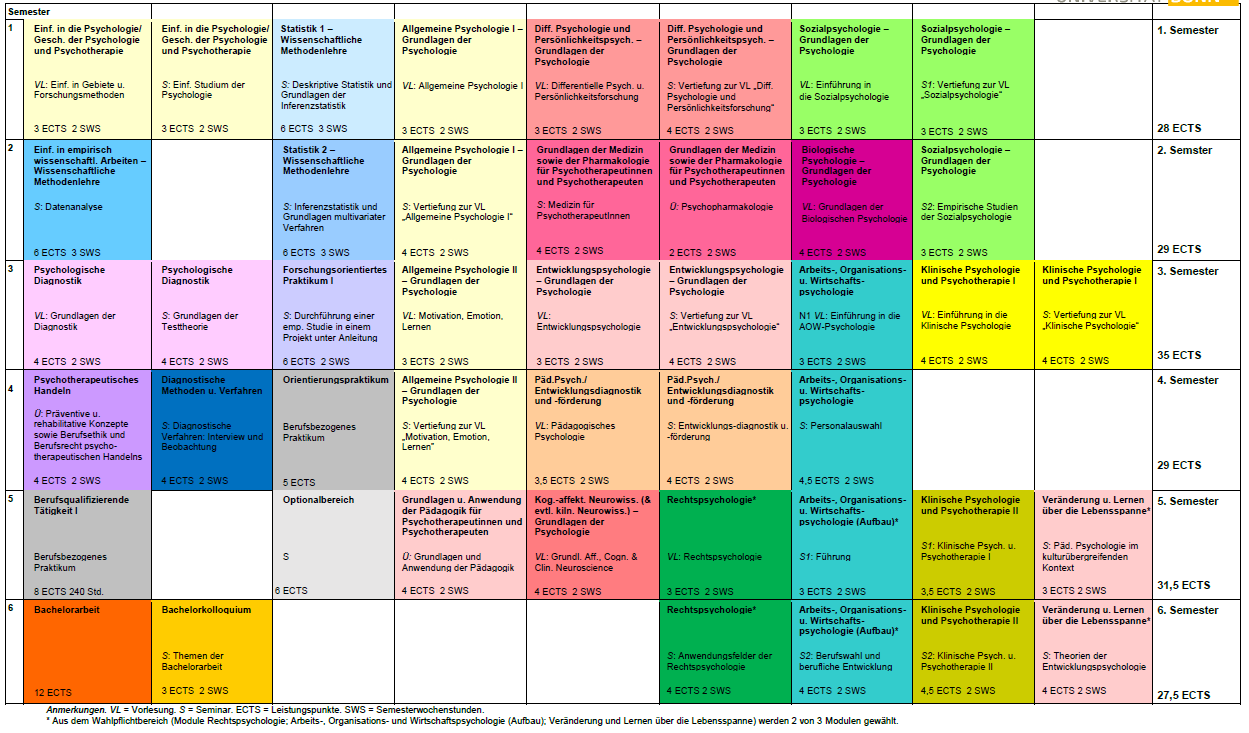 Semester
1
Einf. in die Psychologie/
Gesch. der Psychologie
und Psychotherapie
VL: Einf. in Gebiete u.
Forschungsmethoden
3 ECTS 2 SWS
Einf. in die Psychologie/
Gesch. der Psychologie
und Psychotherapie
S: Einf. Studium der
Psychologie
3 ECTS 2 SWS
Statistik 1 –
Wissenschaftliche
Methodenlehre
S: Deskriptive Statistik und
Grundlagen der
Inferenzstatistik
6 ECTS 3 SWS
Allgemeine Psychologie I –
Grundlagen der
Psychologie
VL: Allgemeine Psychologie I
3 ECTS 2 SWS
Diff. Psychologie und
Persönlichkeitspsych. –
Grundlagen der
Psychologie
VL: Differentielle Psych. u.
Persönlichkeitsforschung
3 ECTS 2 SWS
Diff. Psychologie und
Persönlichkeitspsych. –
Grundlagen der
Psychologie
S: Vertiefung zur VL „Diff.
Psychologie und
Persönlichkeitsforschung“
4 ECTS 2 SWS
Sozialpsychologie –
Grundlagen der
Psychologie
VL: Einführung in
die Sozialpsychologie
3 ECTS 2 SWS
Sozialpsychologie –
Grundlagen der
Psychologie
S1: Vertiefung zur VL
„Sozialpsychologie“
3 ECTS 2 SWS
1. Semester
28 ECTS
2
Einf. in empirisch
wissenschaftl. Arbeiten –
Wissenschaftliche
Methodenlehre
S: Datenanalyse
6 ECTS 3 SWS
Statistik 2 –
Wissenschaftliche
Methodenlehre
S: Inferenzstatistik und
Grundlagen multivariater
Verfahren
6 ECTS 3 SWS
Allgemeine Psychologie I –
Grundlagen der
Psychologie
S: Vertiefung zur VL
„Allgemeine Psychologie I“
4 ECTS 2 SWS
Grundlagen der Medizin
sowie der Pharmakologie
für Psychotherapeutinnen
und Psychotherapeuten
S: Medizin für
PsychotherapeutInnen
4 ECTS 2 SWS
Grundlagen der Medizin
sowie der Pharmakologie
für Psychotherapeutinnen
und Psychotherapeuten
Ü: Psychopharmakologie
2 ECTS 2 SWS
Biologische
Psychologie –
Grundlagen der
Psychologie
VL: Grundlagen der
Biologischen Psychologie
4 ECTS 2 SWS
Sozialpsychologie –
Grundlagen der
Psychologie
S2: Empirische Studien
der Sozialpsychologie
3 ECTS 2 SWS
2. Semster
29 ECTS
3
Psychologische
Diagnostik
VL: Grundlagen der
Diagnostik
4 ECTS 2 SWS
Psychologische
Diagnostik
S: Grundlagen der
Testtheorie
4 ECTS 2 SWS
Forschungsorientiertes
Praktikum I
S: Durchführung einer
emp. Studie in einem
Projekt unter Anleitung
6 ECTS 2 SWS
Allgemeine Psychologie II
– Grundlagen der
Psychologie
VL: Motivation, Emotion,
Lernen
3 ECTS 2 SWS
Entwicklungspsychologie
– Grundlagen der
Psychologie
VL:
Entwicklungspsychologie
3 ECTS 2 SWS
Entwicklungspsychologie
– Grundlagen der
Psychologie
S: Vertiefung zur VL
„Entwicklungspsychologie“
4 ECTS 2 SWS
Arbeits-, Organisations-
u. Wirtschafts-
psychologie
N1 VL: Einführung in die
AOW-Psychologie
3 ECTS 2 SWS
Klinische Psychologie
und Psychotherapie I
VL: Einführung in die
Klinische Psychologie
4 ECTS 2 SWS
Klinische Psychologie
und Psychotherapie I
S: Vertiefung zu VL
„Klinische Psychologie“
4 ECTS 2 SWS
3. Semester
35 ECTS
4
Psychotherapeutisches
Handeln
Ü: Präventive u.
rehabilitative Konzepte
sowie Berufsethik und
Berufsrecht psycho-
therapeutischen Handelns
4 ECTS 2 SWS
Diagnostische
Methoden u. Verfahren
S: Diagnostische
Verfahren: Interview und
Beobachtung
4 ECTS 2 SWS
Orientierungspraktikum
Berufsbezogenes
Praktikum
5 ECTS
Allgemeine Psychologie II
– Grundlagen der
Psychologie
S: Vertiefung zur VL
„Motivation, Emotion,
Lernen“
4 ECTS 2 SWS
Päd.Psych./
Entwicklungsdiagnostik
und -förderung
VL: Pädagogisches
Psychologie
3,5 ECTS 2 SWS
Päd.Psych./
Entwicklungsdiagnostik
und -förderung
S: Entwicklungs-diagnostik u.
-förderung
4 ECTS 2 SWS
Arbeits-, Organisations-
u. Wirtschafts-
psychologie
S: Personalauswahl
4,5 ECTS 2 SWS
4. Semester
29 ECTS
5
Berufsqualifizierende
Tätigkeit I
Berufsbezogenes
Praktikum
8 ECTS 240 Std.
Optionalbereich
S
6 ECTS
Grundlagen u. Anwendung
der Pädagogik für
Psychotherapeutinnen und
Psychotherapeuten
Ü: Grundlagen und
Anwendung der Pädagogik
4 ECTS 2 SWS
Kog.-affekt. Neurowiss. (&
evtl. kiln. Neurowiss.) –
Grundlagen der
Psychologie
VL: Grundl. Aff., Cogn. &
Clin. Neuroscience
4 ECTS 2 SWS
Rechtspsychologie*
VL: Rechtspsychologie
3 ECTS 2 SWS
Arbeits-, Organisations-
u. Wirtschafts-
psychologie (Aufbau)*
S1: Führung
3 ECTS 2 SWS
Klinische Psychologie
und Psychotherapie II
S1: Klinische Psych. u.
Psychotherapie I
3,5 ECTS 2 SWS
Veränderung u. Lernen
über die Lebensspanne*
S: Päd. Psychologie im
kulturübergreifenden
Kontext
3 ECTS 2 SWS
5. Semester
31,5 ECTS
6
Bachelorarbeit
12 ECTS
Bachelorkolloquium
S: Themen der
Bachelorarbeit
3 ECTS 2 SWS
Rechtspsychologie*
S: Anwendungsfelder der
Rechtspsychologie
4 ECTS 2 SWS
Arbeits-, Organisations-
u. Wirtschafts-
psychologie (Aufbau)*
S2: Berufswahl und
berufliche Entwicklung
4 ECTS 2 SWS
Klinische Psychologie
und Psychotherapie II
S2: Klinische Psych. u.
Psychotherapie II
4,5 ECTS 2 SWS
Veränderung u. Lernen
über die Lebensspanne*
S: Theorien der
Entwicklungspsychologie
4 ECTS 2 SWS
6. Semester
27,5 ECTS
Anmerkungen. VL = Vorlesung. S = Seminar. ECTS = Leistungspunkte. SWS = Semesterwochenstunden.
* Aus dem Wahlpflichtbereich (Module Rechtspsychologie; Arbeits-, Organisations- und Wirtschaftspsychologie (Aufbau); Veränderung und Lernen über die Lebensspanne) werden 2 von 3 Modulen gewählt.